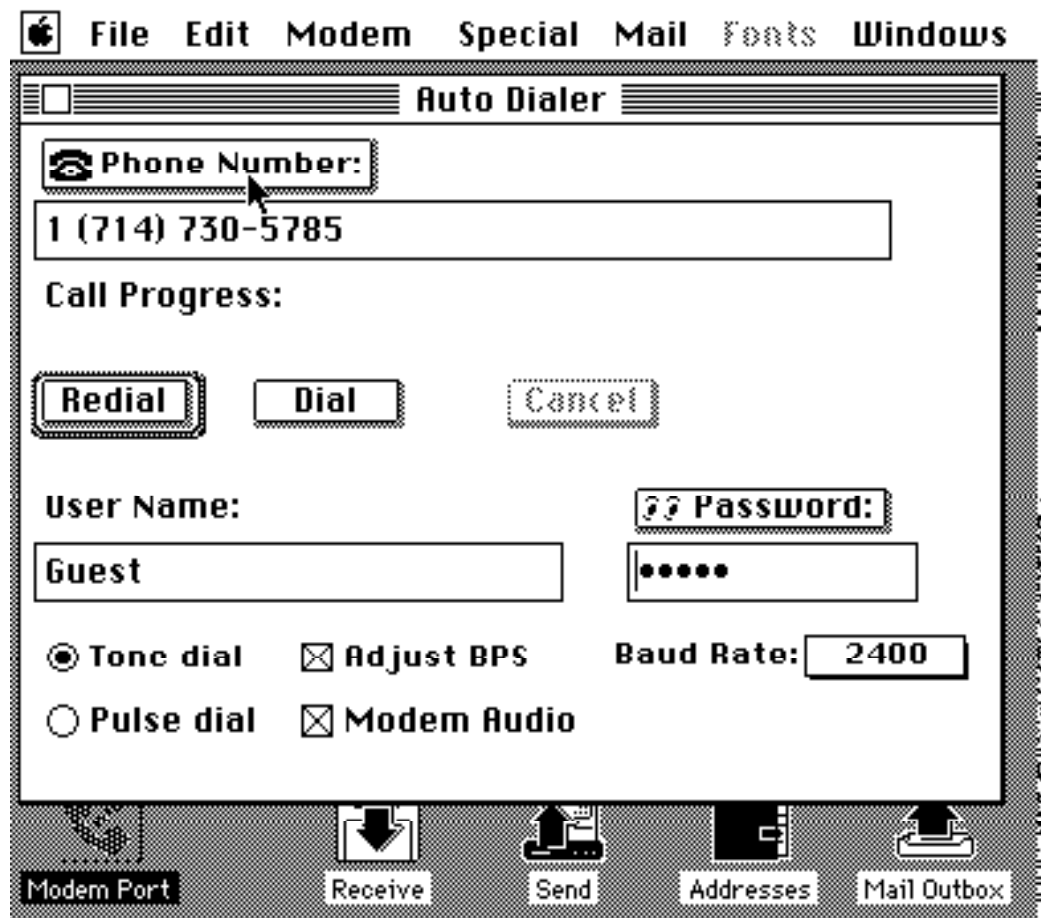 File Edit Modem Special Mail Fonts Windows
Auto Dialer
Phone Number:
1 (714) 730-5785
Call Progress:
Redial Dial Cancel
User Name: ?? Password:
Guest •••••
Tone dial Adjust BPS Baud Rate: 2400
Pulse dial Modem Audio
Modem Port Receive Send Addresses Mail Outbox